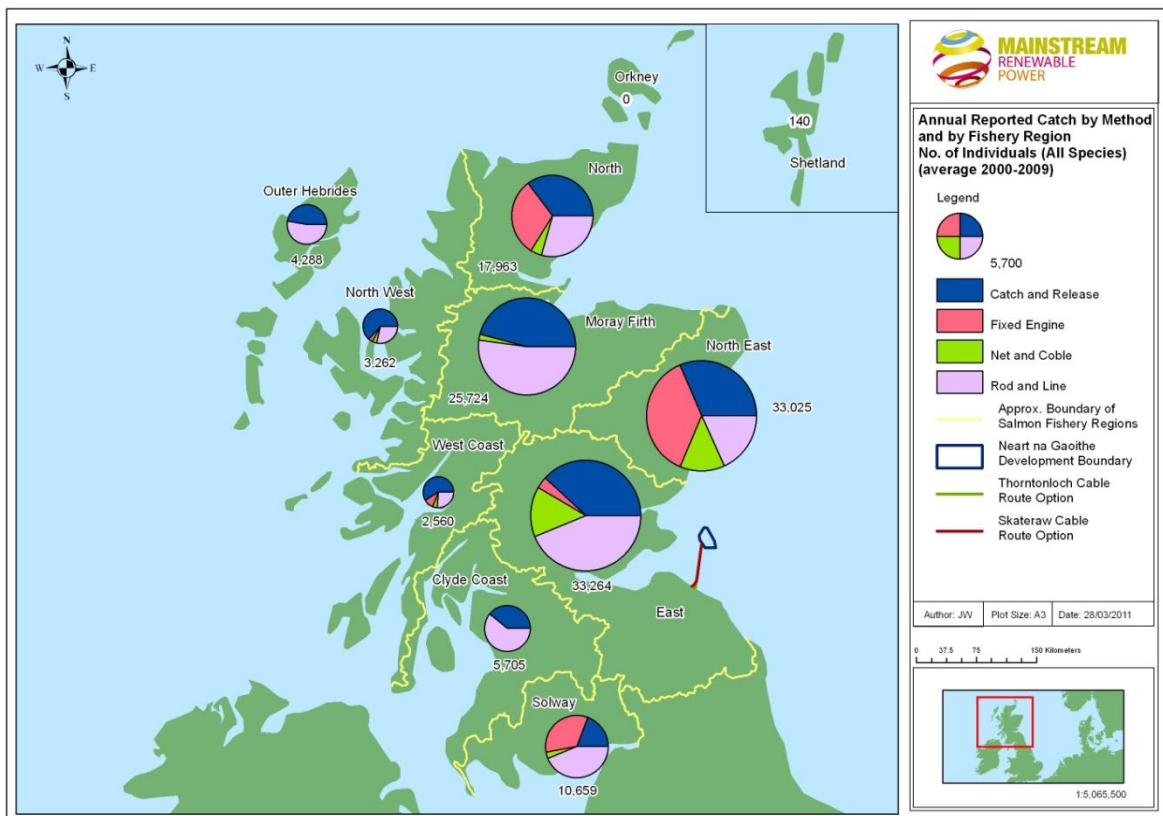 N
W E
S
Orkney
0
140
Shetland
North
17,963
Outer Hebrides
4,288
North West
3,262
Moray Firth
25,724
North East
33,025
West Coast
2,560
33,264
Clyde Coast
5,705
East
Solway
10,659
MAINSTREAM
RENEWABLE
POWER
Annual Reported Catch by Method
and by Fishery Region
No. of Individuals (All Species)
(average 2000-2009)
Legend
5,700
Catch and Release
Fixed Engine
Net and Coble
Rod and Line
Approx. Boundary of
Salmon Fishery Regions
Neart na Gaoithe
Development Boundary
Thorntonloch Cable
Route Option
Skateraw Cable
Route Option
Author: JW Plot Size: A3 Date: 28/03/2011
0 37.5 75 150 Kilometers
1:5,065,500